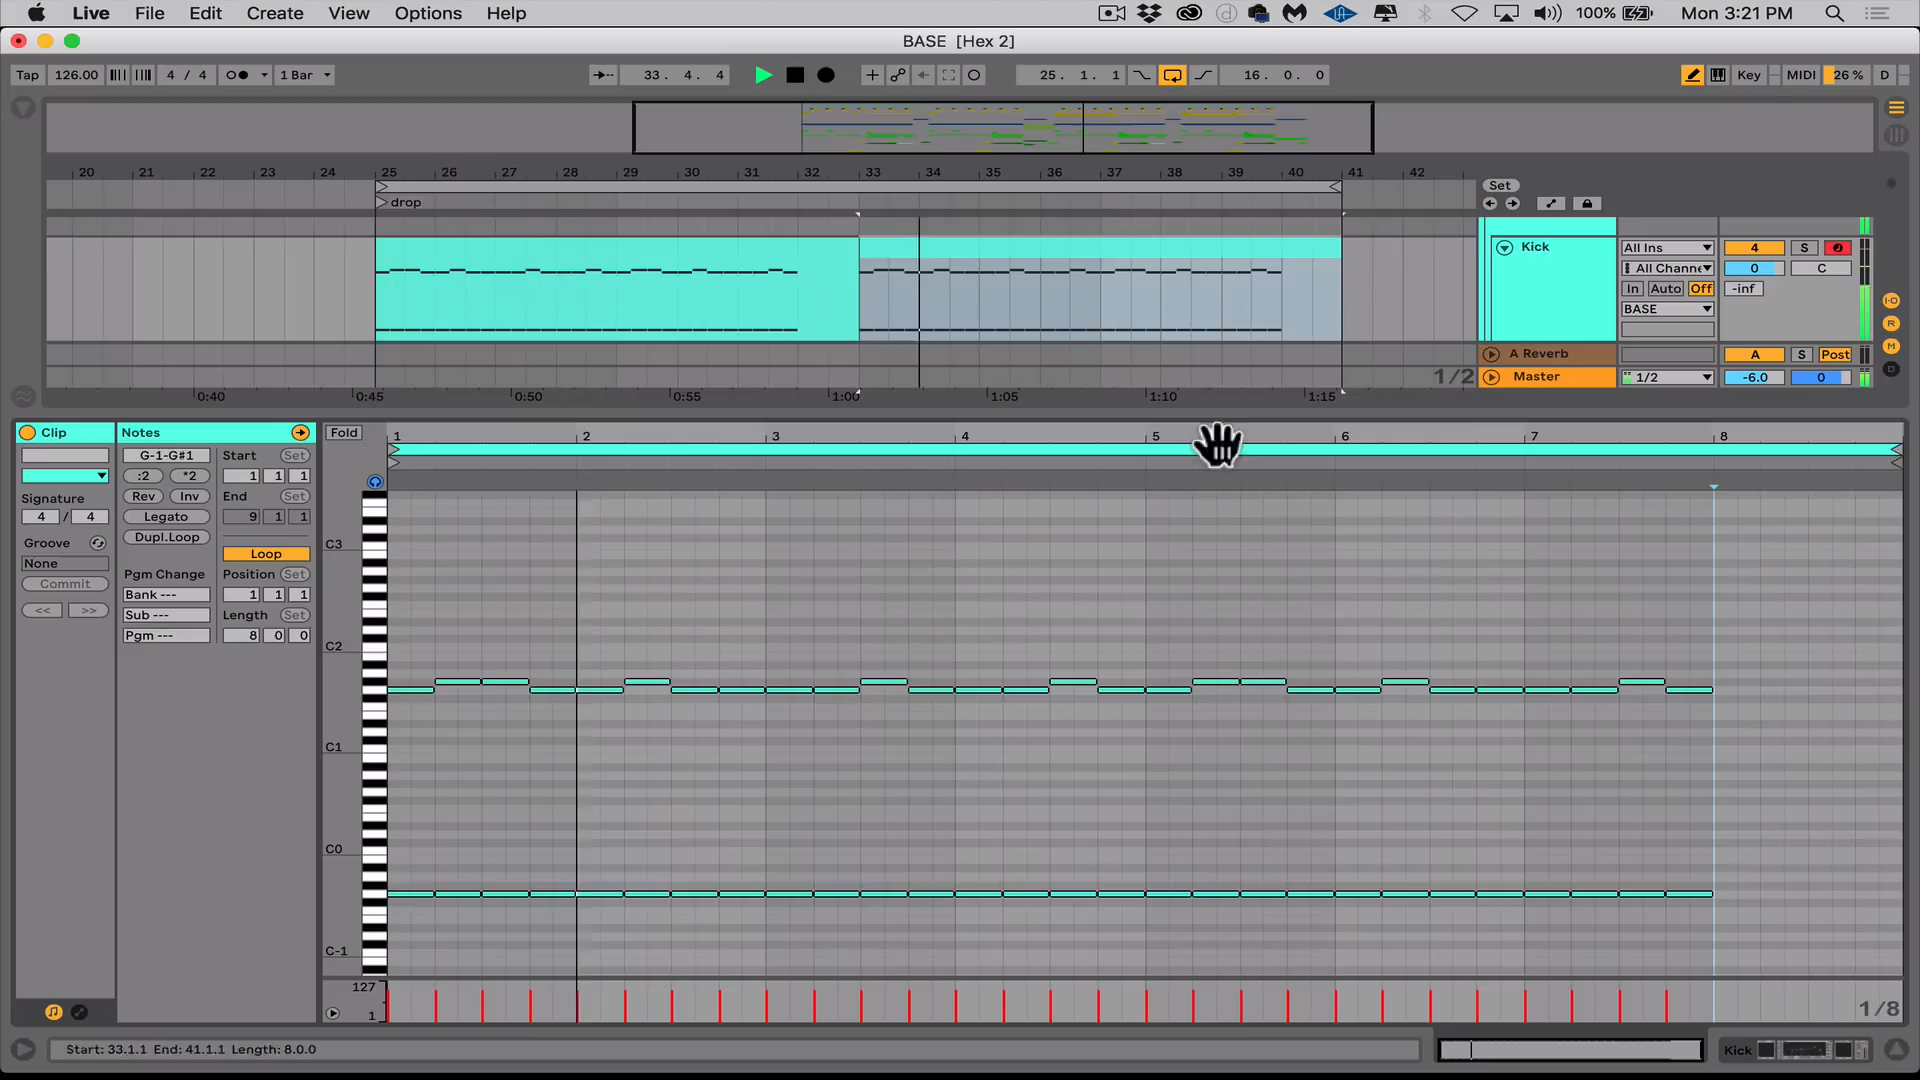 Live File Edit Create View Options Help 100% Mon 3:21 PM
BASE [Hex 2]
Tap 126.00 4 / 4 1 Bar 33. 4. 4 25. 1. 1 16. 0. 0 Key MIDI 26 % D
20 21 22 23 24 25 26 27 28 29 30 31 32 33 34 35 36 37 38 39 40 41 42 Set
drop
Kick All Ins 4 S
All Channe 0 C
In Auto Off -inf
BASE
A Reverb A S Post
1/2 Master 1/2 -6.0 0
0:40 0:45 0:50 0:55 1:00 1:05 1:10 1:15
I·O
R
M
D
Clip Notes Fold 1 2 3 4 5 6 7 8
G-1-G#1 Start Set
:2 *2 1 1 1
Signature Rev Inv End Set
4 / 4 Legato 9 1 1
Groove Dupl.Loop
None Loop
Commit Pgm Change Position Set
<< >> Bank --- 1 1 1
Sub --- Length Set
Pgm --- 8 0 0
C3
C2
C1
C0
C-1
127
1 1/8
Start: 33.1.1 End: 41.1.1 Length: 8.0.0 Kick